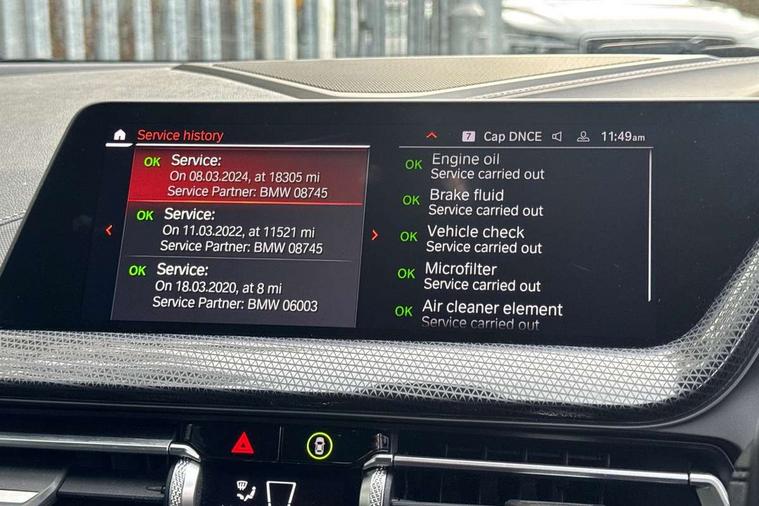 Service history
7 Cap DNCE 11:49am
OK Service:
On 08.03.2024, at 18305 mi
Service Partner: BMW 08745
OK Service:
On 11.03.2022, at 11521 mi
Service Partner: BMW 08745
OK Service:
On 18.03.2020, at 8 mi
Service Partner: BMW 06003
OK Engine oil
Service carried out
OK Brake fluid
Service carried out
OK Vehicle check
Service carried out
OK Microfilter
Service carried out
OK Air cleaner element
Service carried out